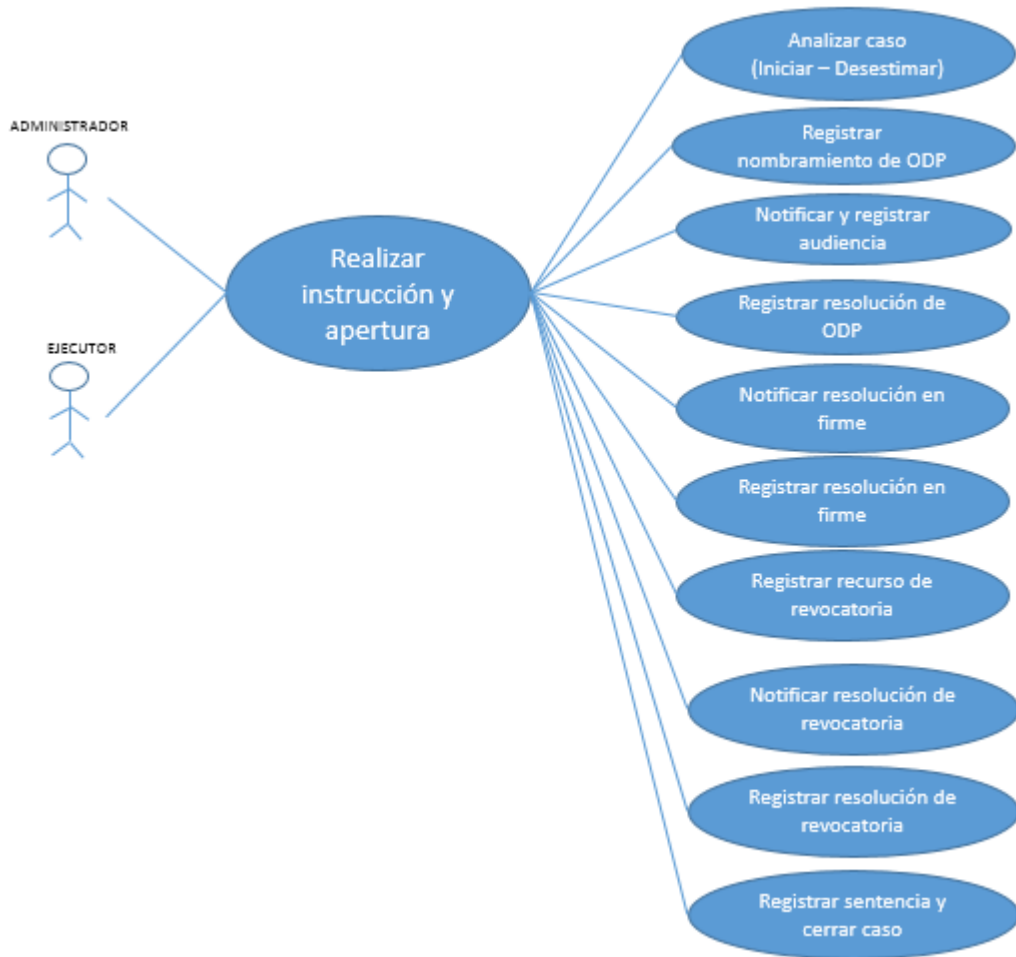 ADMINISTRADOR
EJECUTOR
Realizar
instrucción y
apertura
Analizar caso
(Iniciar – Desestimar)
Registrar
nombramiento de ODP
Notificar y registrar
audiencia
Registrar resolución de
ODP
Notificar resolución en
firme
Registrar resolución en
firme
Registrar recurso de
revocatoria
Notificar resolución de
revocatoria
Registrar resolución de
revocatoria
Registrar sentencia y
cerrar caso